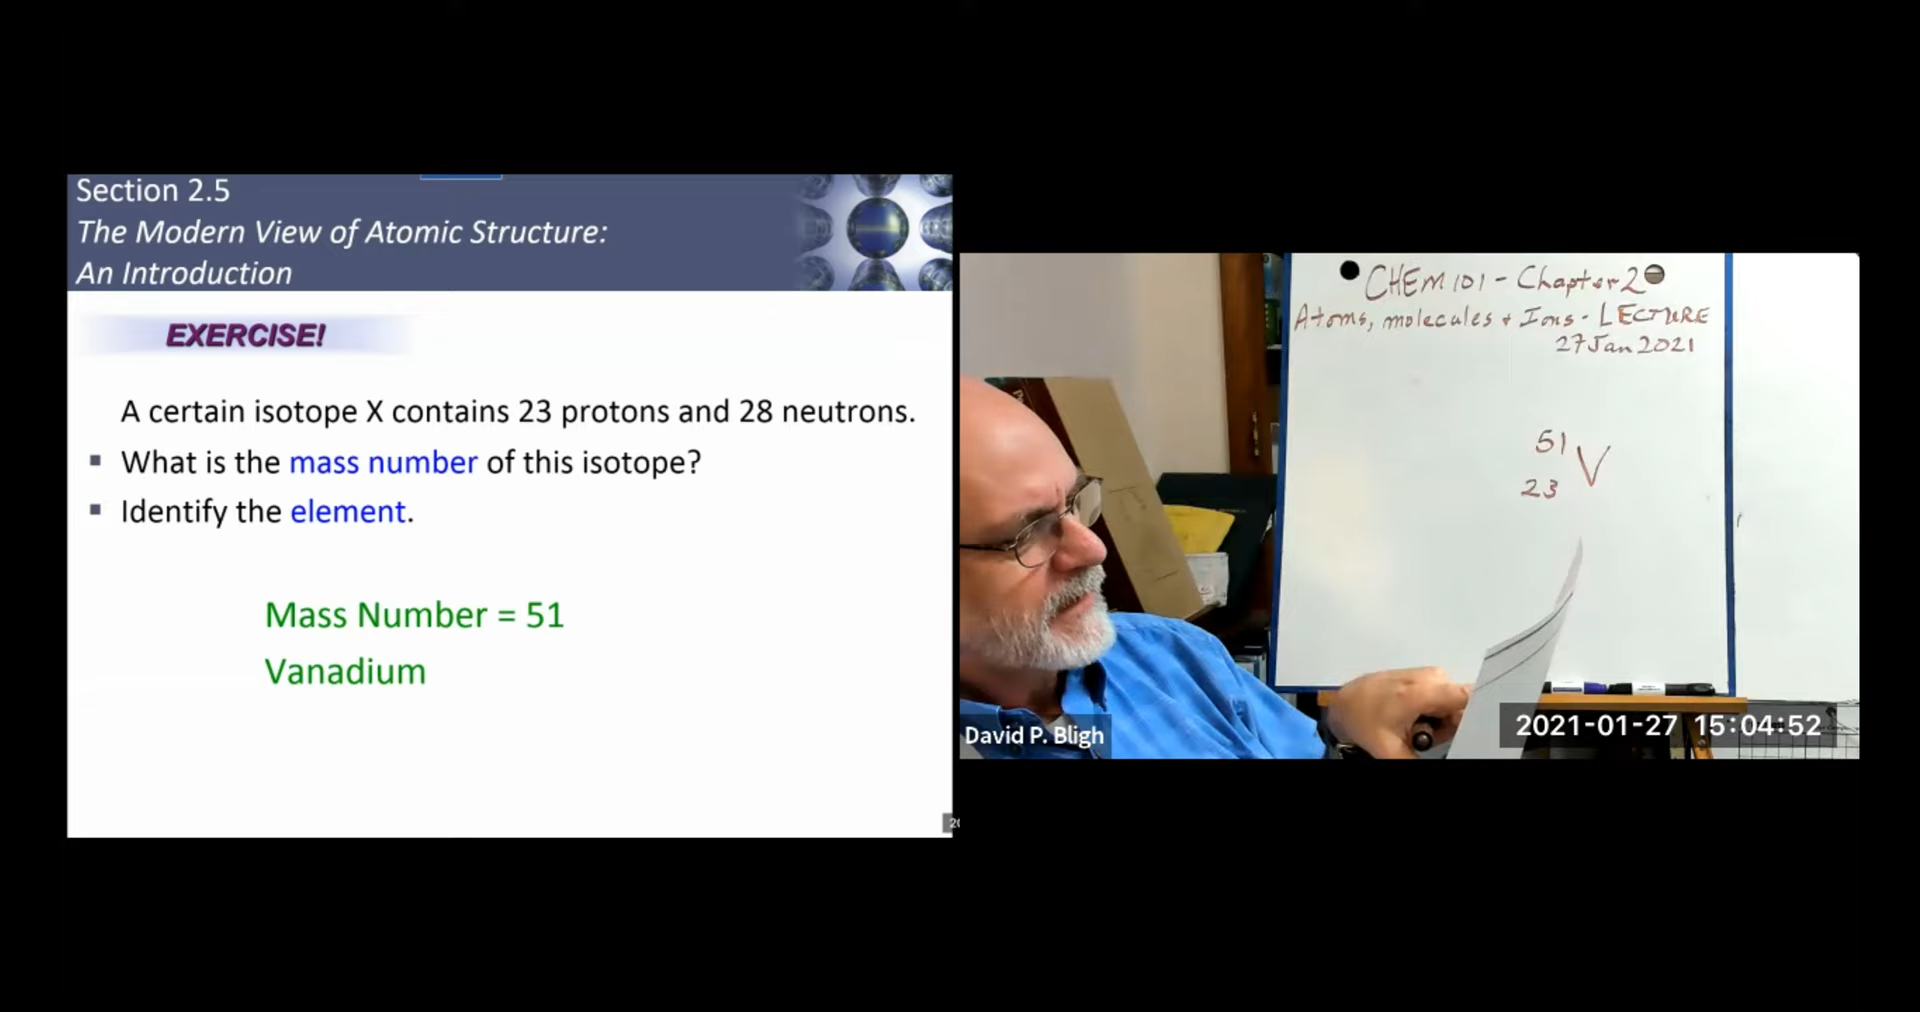 Section 2.5
The Modern View of Atomic Structure:
An Introduction
EXERCISE!
A certain isotope X contains 23 protons and 28 neutrons.
What is the mass number of this isotope?
Identify the element.
Mass Number = 51
Vanadium
CHEM 101 - Chapter 2
Atoms, molecules + Ions - LECTURE
27 Jan 2021
51
V
23
David P. Bligh
2021-01-27 15:04:52